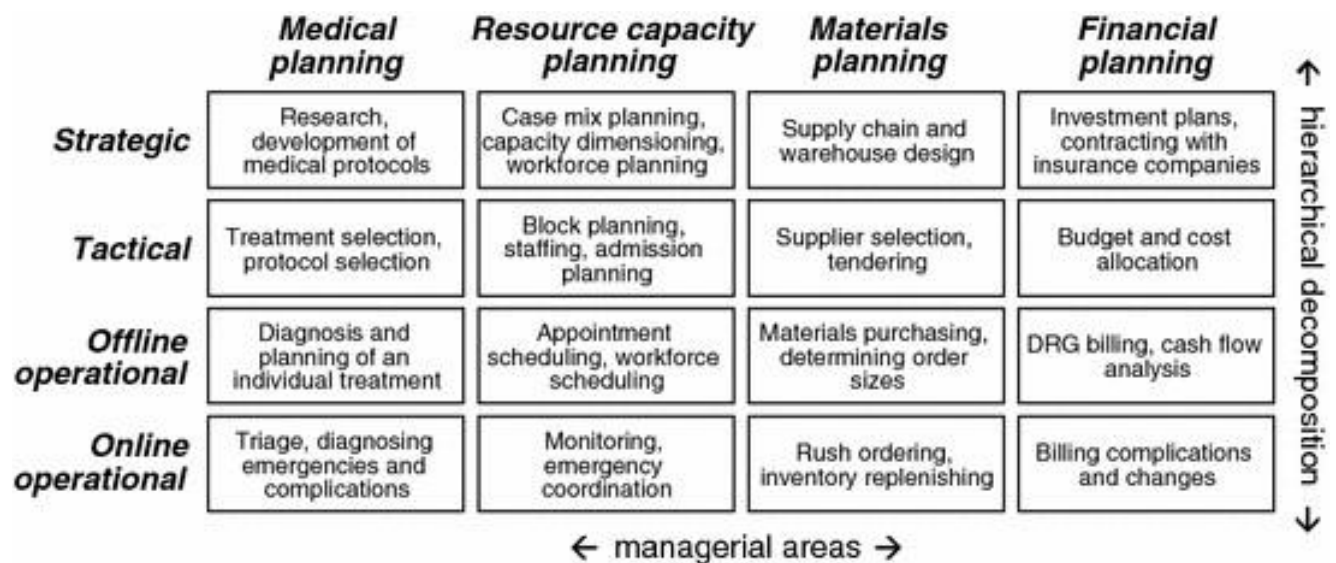 Medical planning
Resource capacity planning
Materials planning
Financial planning
Strategic
Research,
development of
medical protocols
Case mix planning,
capacity dimensioning,
workforce planning
Supply chain and
warehouse design
Investment plans,
contracting with
insurance companies
Tactical
Treatment selection,
protocol selection
Block planning,
staffing, admission
planning
Supplier selection,
tendering
Budget and cost
allocation
Offline
operational
Diagnosis and
planning of an
individual treatment
Appointment
scheduling, workforce
scheduling
Materials purchasing,
determining order
sizes
DRG billing, cash flow
analysis
Online
operational
Triage, diagnosing
emergencies and
complications
Monitoring,
emergency
coordination
Rush ordering,
inventory replenishing
Billing complications
and changes
← hierarchical decomposition →
← managerial areas →